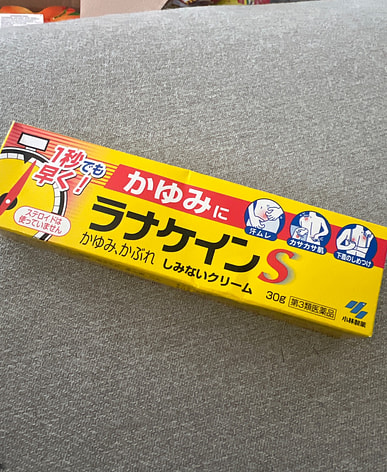 1秒でも
早く！
ステロイドは
使っていません
かゆみに
ラナケインS
かゆみ、かぶれ しみないクリーム
汗ムレ
カサカサ肌
下着のしめつけ
30g 第3類医薬品
小林製薬